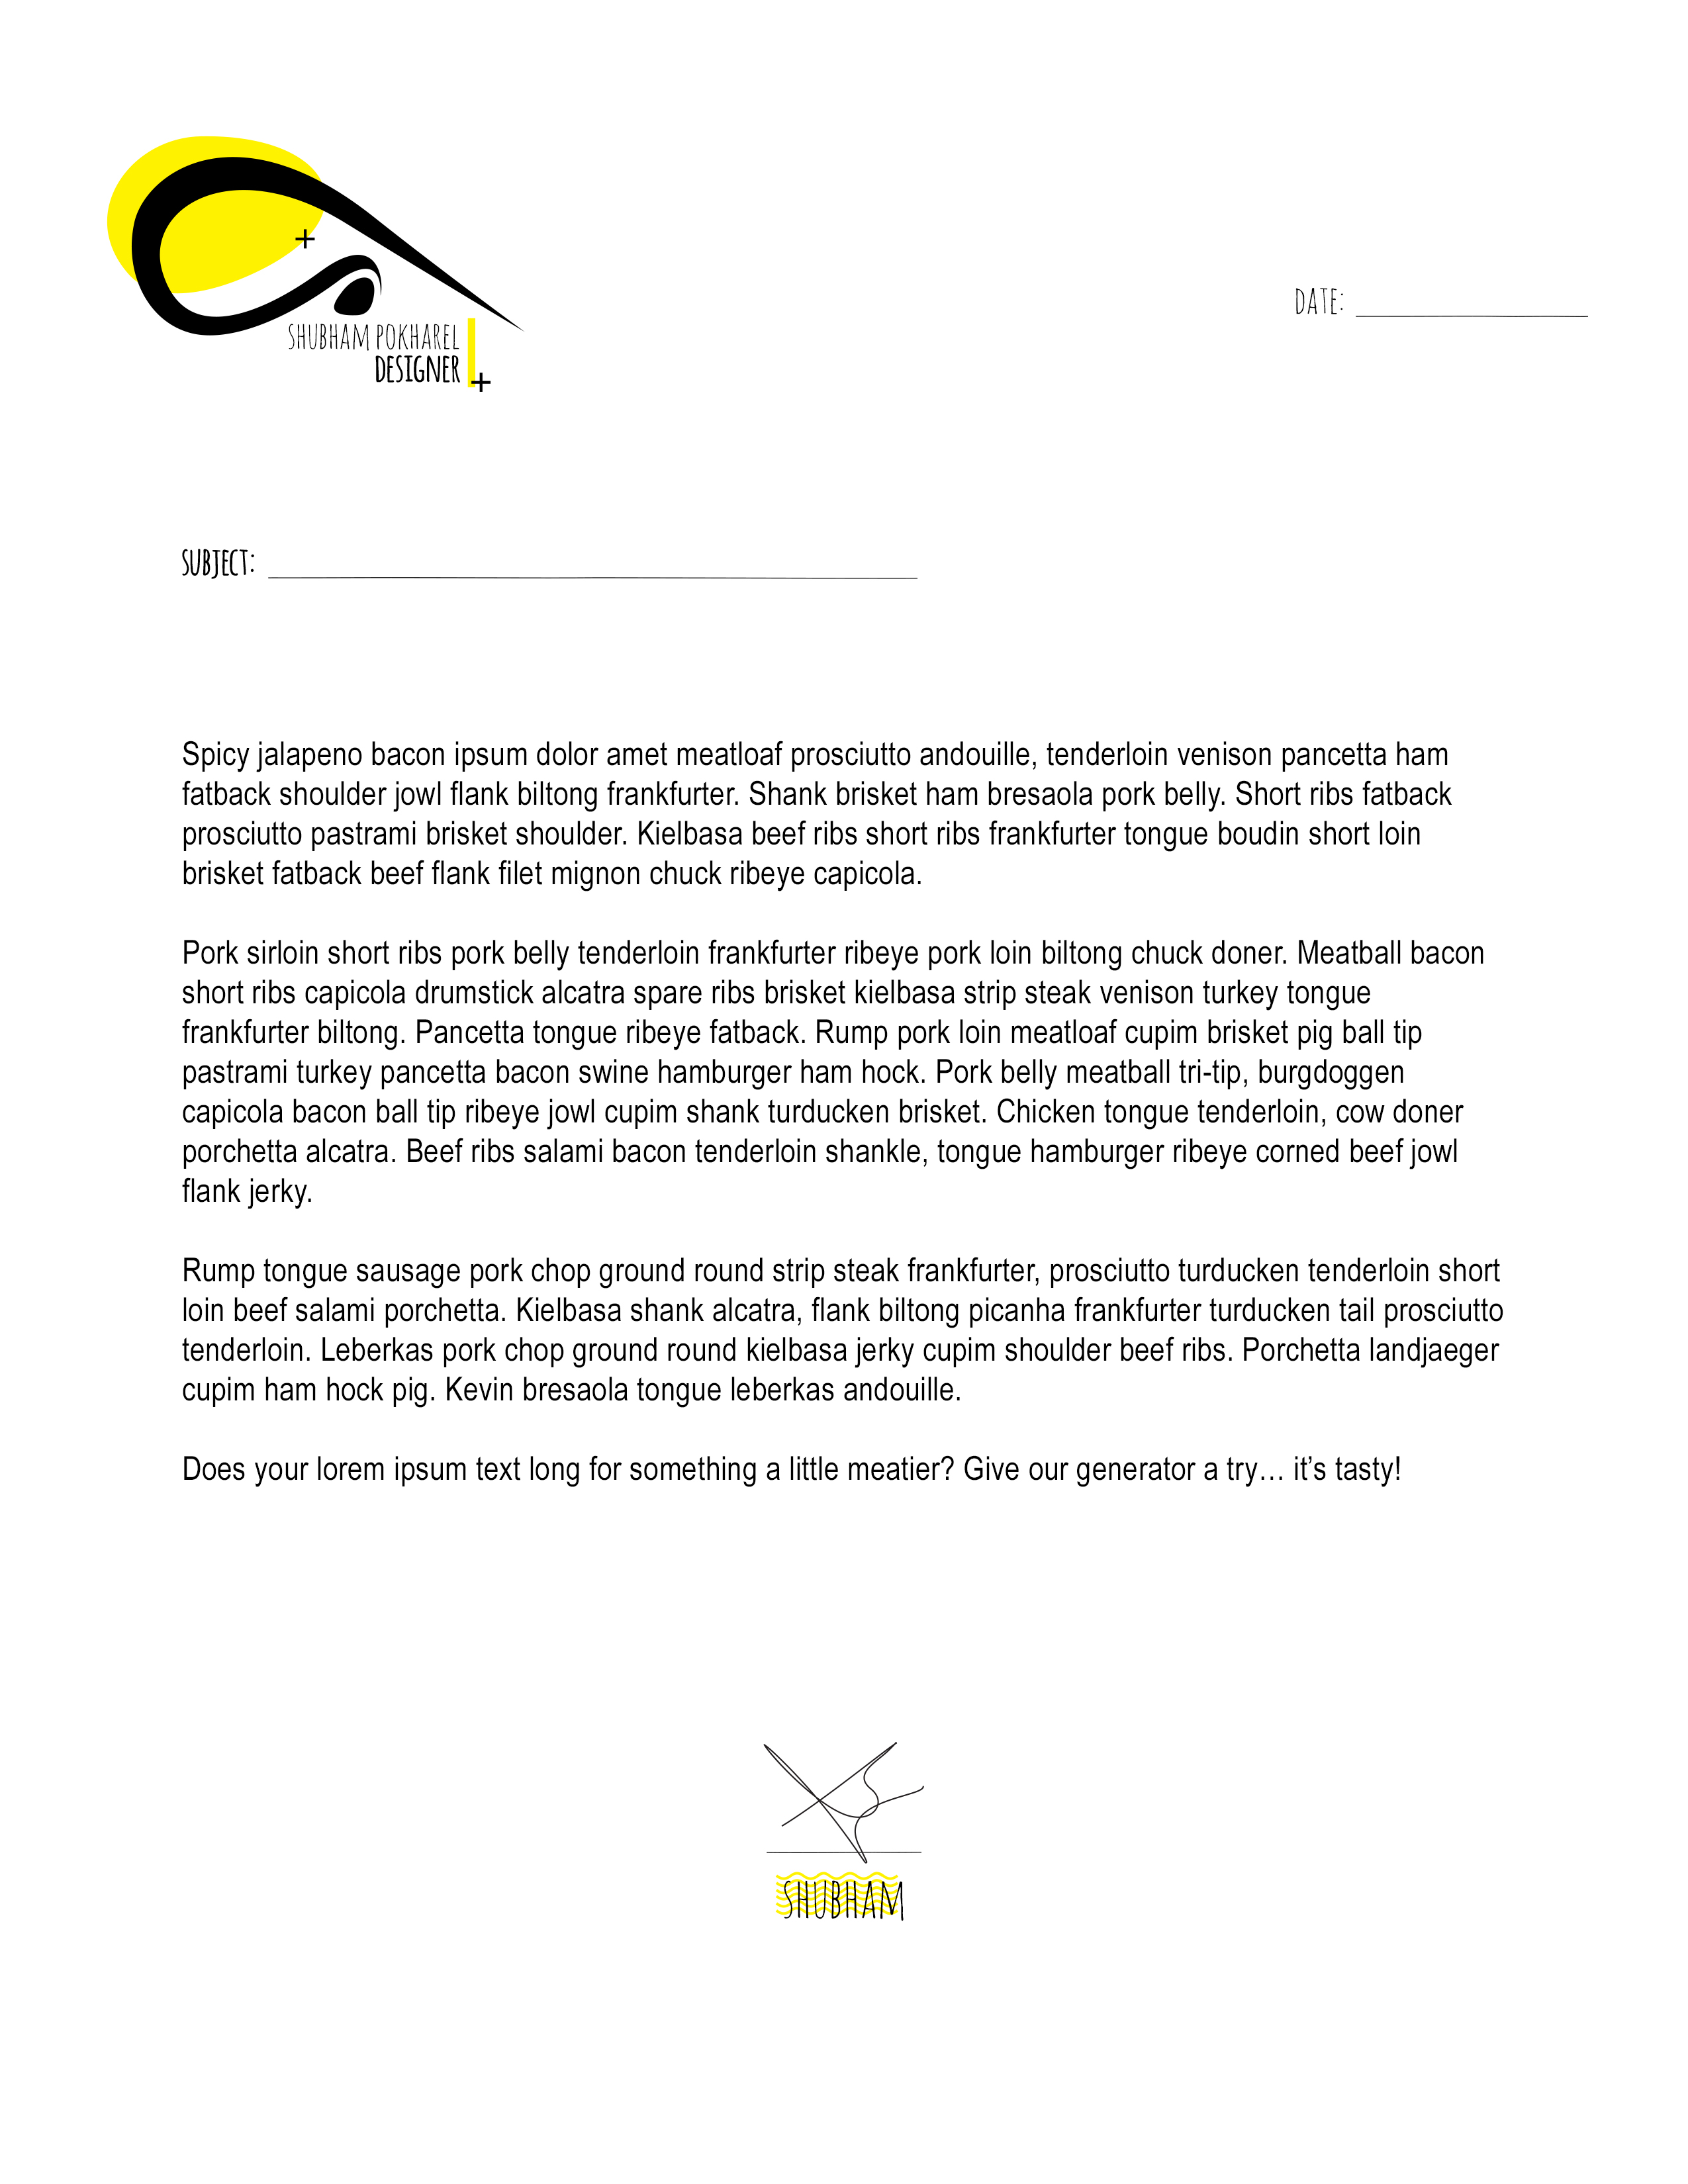 SHUBHAM POKHAREL
DESIGNER
DATE:
SUBJECT:
Spicy jalapeno bacon ipsum dolor amet meatloaf prosciutto andouille, tenderloin venison pancetta ham
fatback shoulder jowl flank biltong frankfurter. Shank brisket ham bresaola pork belly. Short ribs fatback
prosciutto pastrami brisket shoulder. Kielbasa beef ribs short ribs frankfurter tongue boudin short loin
brisket fatback beef flank filet mignon chuck ribeye capicola.
Pork sirloin short ribs pork belly tenderloin frankfurter ribeye pork loin biltong chuck doner. Meatball bacon
short ribs capicola drumstick alcatra spare ribs brisket kielbasa strip steak venison turkey tongue
frankfurter biltong. Pancetta tongue ribeye fatback. Rump pork loin meatloaf cupim brisket pig ball tip
pastrami turkey pancetta bacon swine hamburger ham hock. Pork belly meatball tri-tip, burgdoggen
capicola bacon ball tip ribeye jowl cupim shank turducken brisket. Chicken tongue tenderloin, cow doner
porchetta alcatra. Beef ribs salami bacon tenderloin shankle, tongue hamburger ribeye corned beef jowl
flank jerky.
Rump tongue sausage pork chop ground round strip steak frankfurter, prosciutto turducken tenderloin short
loin beef salami porchetta. Kielbasa shank alcatra, flank biltong picanha frankfurter turducken tail prosciutto
tenderloin. Leberkas pork chop ground round kielbasa jerky cupim shoulder beef ribs. Porchetta landjaeger
cupim ham hock pig. Kevin bresaola tongue leberkas andouille.
Does your lorem ipsum text long for something a little meatier? Give our generator a try… it’s tasty!
SHUBHAM